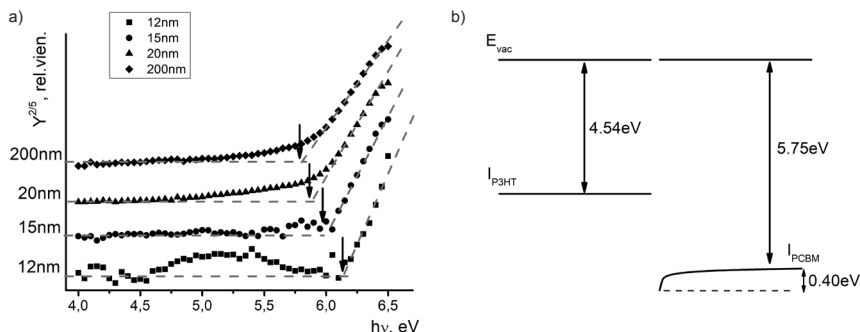 a)
12nm
15nm
20nm
200nm
Y2/5, rel.vien.
200nm
20nm
15nm
12nm
4,0 4,5 5,0 5,5 6,0 6,5
hν, eV
b)
Evac
4.54eV
5.75eV
IP3HT
IPCBM
0.40eV